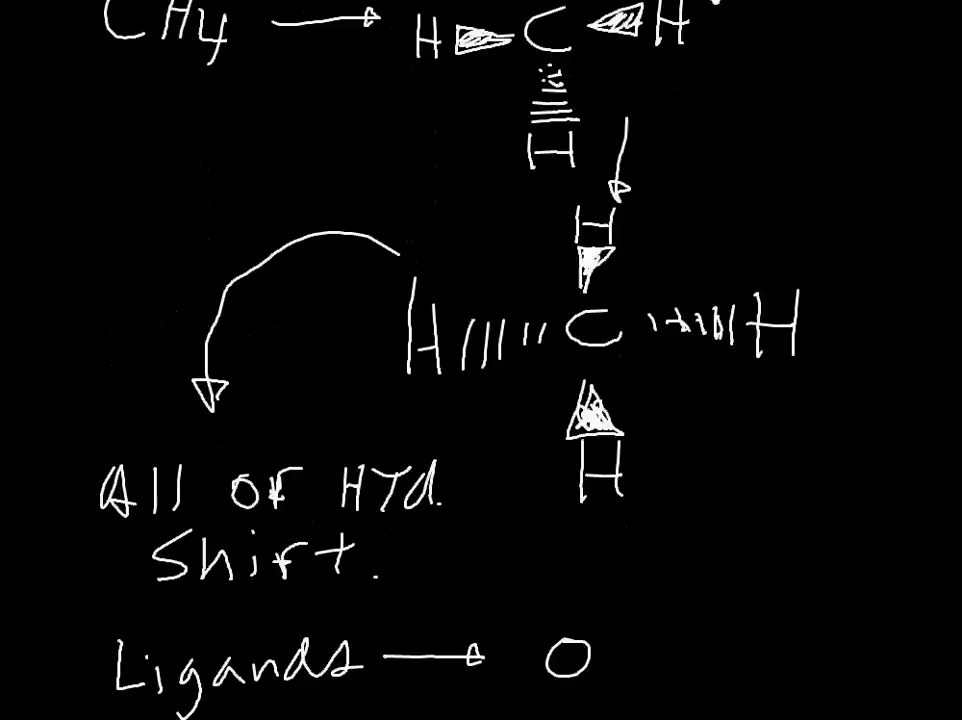 CH4 → H C H
H
H
H C H
H
All of HYd.
Shift.
Ligands → O